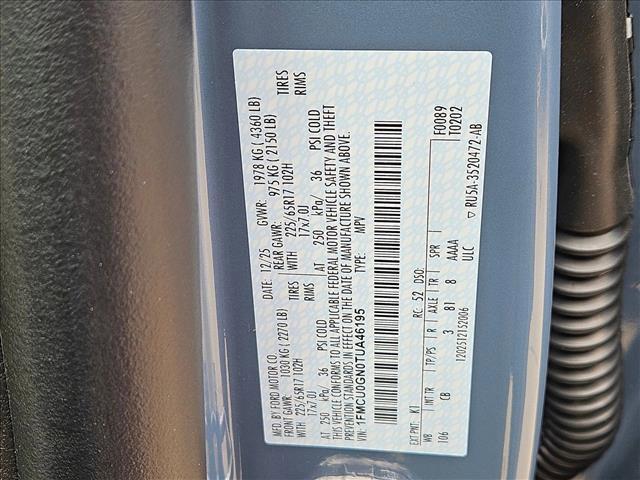 MFD. BY FORD MOTOR CO. DATE: 12/25 GVWR: 1978 KG ( 4360 LB)
FRONT GAWR: 1030 KG ( 2270 LB) REAR GAWR: 975 KG ( 2150 LB)
WITH 225/65R17 102H WITH 225/65R17 102H TIRES
17x7.0J RIMS 17x7.0J RIMS
AT 250 kPa/ 36 PSI COLD AT 250 kPa/ 36 PSI COLD
THIS VEHICLE CONFORMS TO ALL APPLICABLE FEDERAL MOTOR VEHICLE SAFETY AND THEFT
PREVENTION STANDARDS IN EFFECT ON THE DATE OF MANUFACTURE SHOWN ABOVE.
VIN: 1FMCU0GN0TUA46195 TYPE: MPV
F0089
T0202
EXT PNT: K1 RC: 52 DSO:
WB INT TR TP/PS R AXLE TR SPR
106 CB 3 81 8 AAAA
ULC
▽ RU5A-3520472-AB
1202512152006